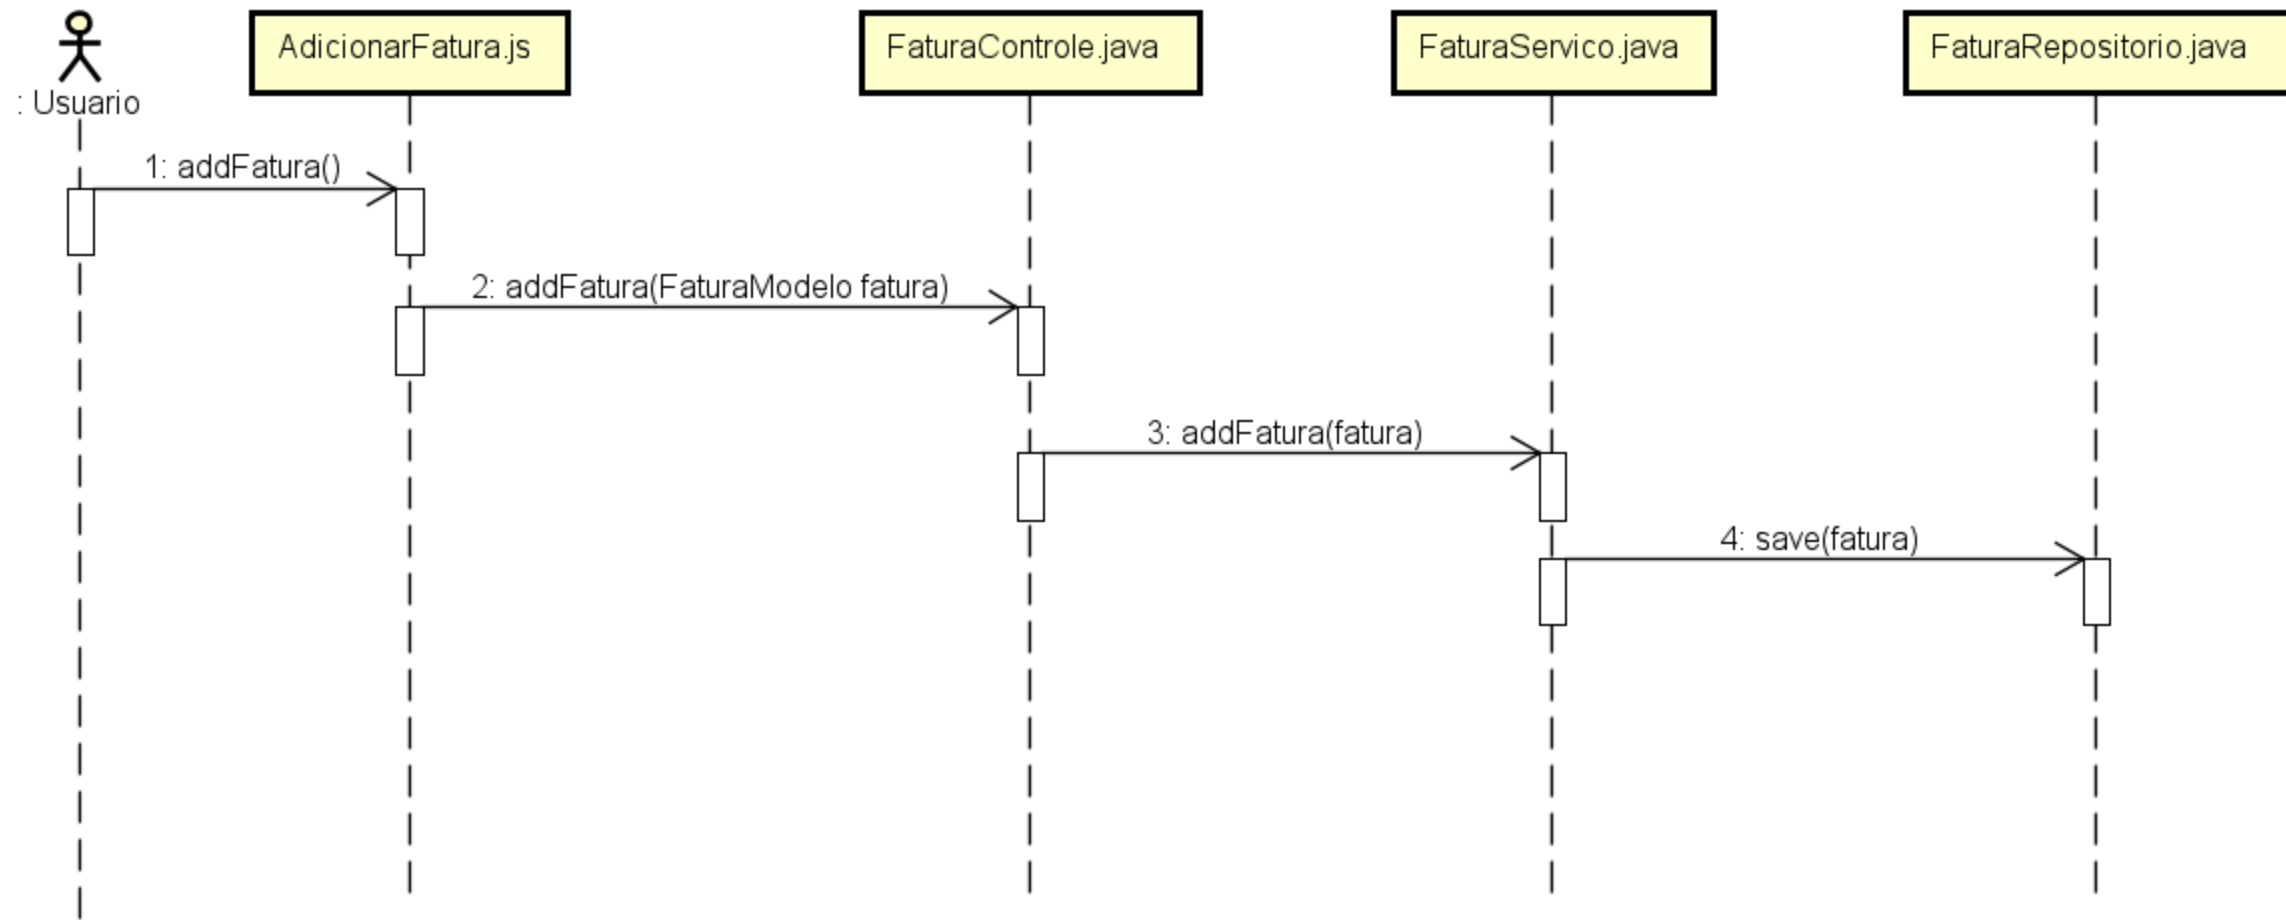 : Usuario
AdicionarFatura.js
FaturaControle.java
FaturaServico.java
FaturaRepositorio.java
1: addFatura()
2: addFatura(FaturaModelo fatura)
3: addFatura(fatura)
4: save(fatura)